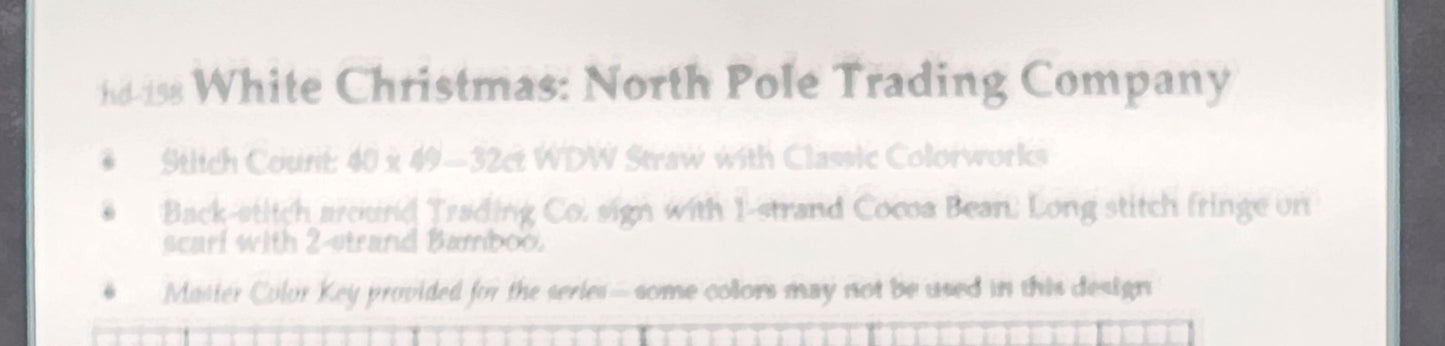 hd-198 White Christmas: North Pole Trading Company
• Stitch Count: 40 x 49—32ct WDW Straw with Classic Colorworks
• Back-stitch around Trading Co. sign with 1-strand Cocoa Bean. Long stitch fringe on
scarf with 2-strand Bamboo.
• Master Color Key provided for the series—some colors may not be used in this design